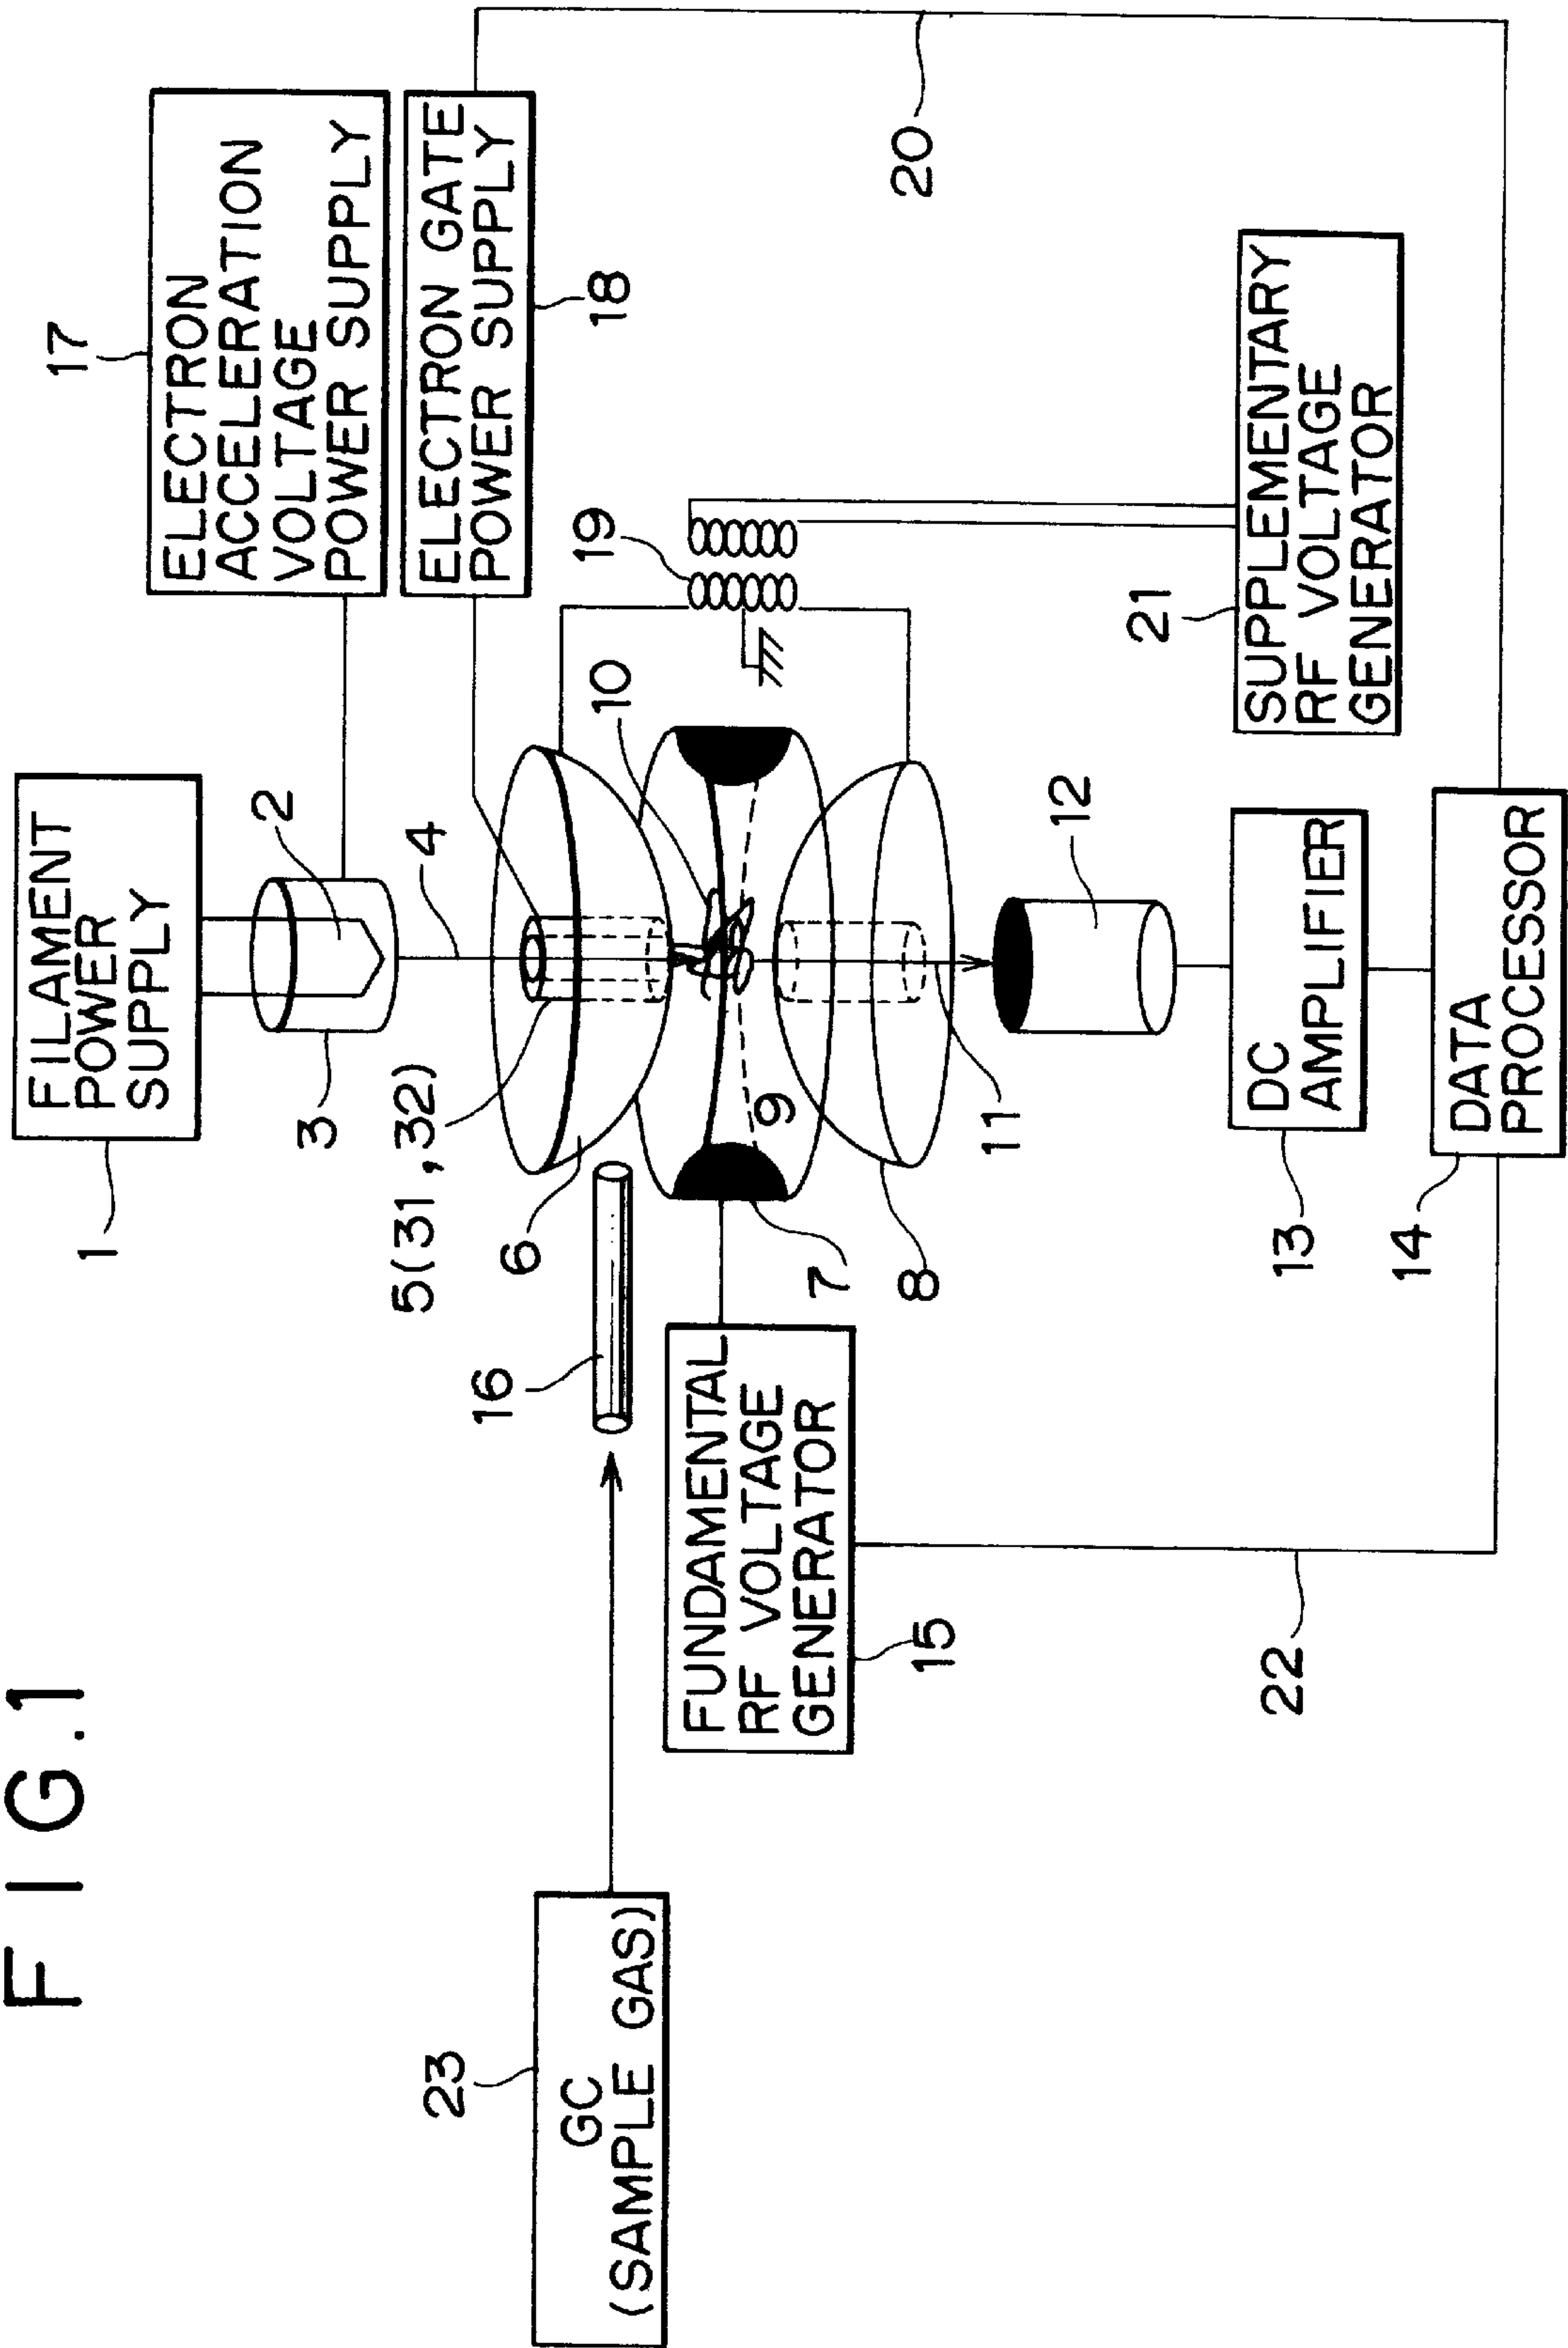 FIG.1
FILAMENT
POWER
SUPPLY
1
2
3
4
17
ELECTRON
ACCELERATION
VOLTAGE
POWER SUPPLY
ELECTRON GATE
POWER SUPPLY
18
5(31,32)
6
16
23
GC
(SAMPLE GAS)
10
19
9
7
8
11
12
FUNDAMENTAL
RF VOLTAGE
GENERATOR
15
20
21
SUPPLEMENTARY
RF VOLTAGE
GENERATOR
DC
AMPLIFIER
13
14
DATA
PROCESSOR
22